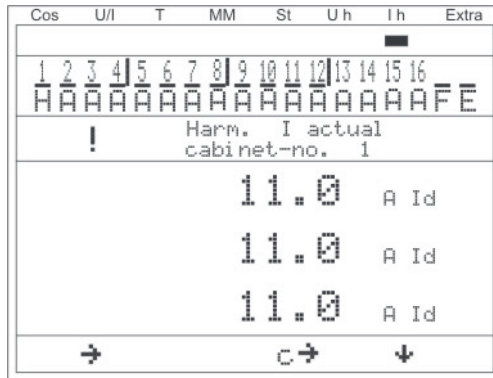 Cos U/I T MM St U h I h Extra
1 2 3 4 5 6 7 8 9 10 11 12 13 14 15 16
A A A A A A A A A A A A A A A A F E
! Harm. I actual
cabinet-no. 1
11.0 A Id
11.0 A Id
11.0 A Id
→ c→ ↓